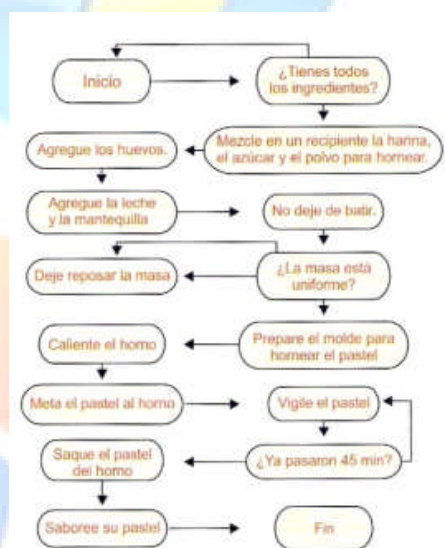 Inicio
¿Tienes todos
los ingredientes?
Mezcle en un recipiente la harina,
el azúcar y el polvo para hornear.
Agregue los huevos.
Agregue la leche
y la mantequilla
No deje de batir.
¿La masa está
uniforme?
Deje reposar la masa
Prepare el molde para
hornear el pastel
Caliente el horno
Meta el pastel al horno
Vigile el pastel
¿Ya pasaron 45 min?
Saque el pastel
del horno
Saboree su pastel
Fin